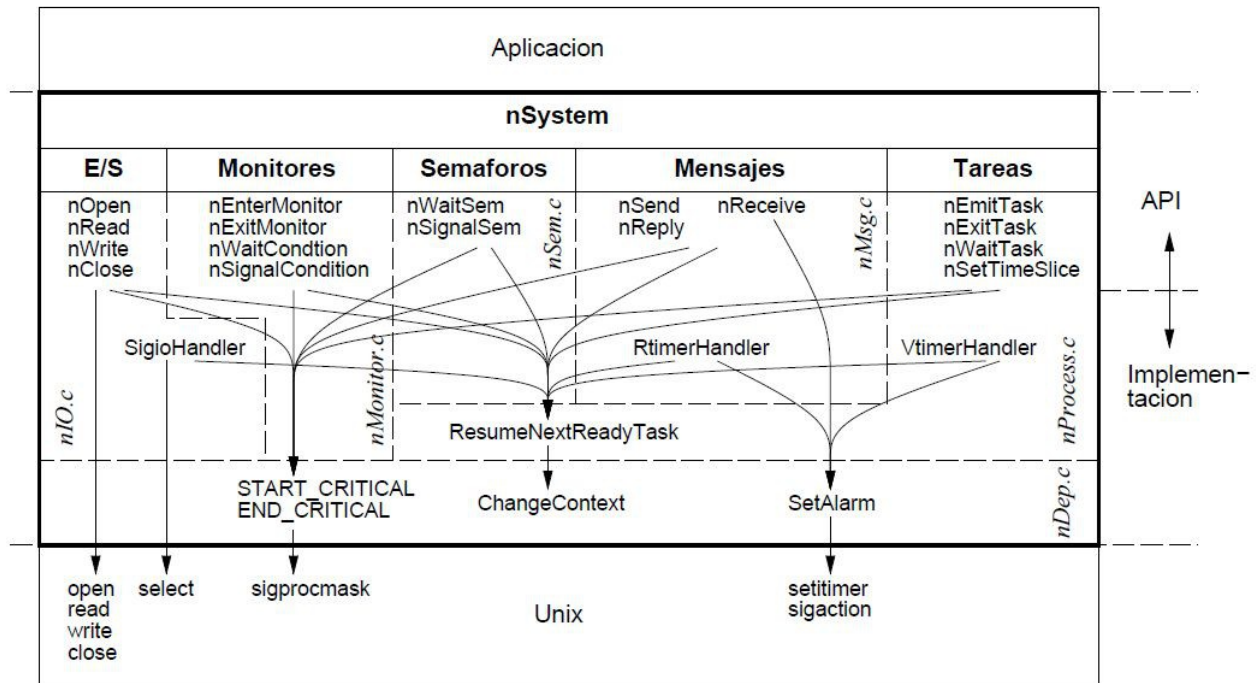 Aplicacion
nSystem
E/S
Monitores
Semaforos
Mensajes
Tareas
nOpen
nRead
nWrite
nClose
nEnterMonitor
nExitMonitor
nWaitCondtion
nSignalCondition
nWaitSem
nSignalSem
nSem.c
nSend
nReply
nReceive
nMsg.c
nEmitTask
nExitTask
nWaitTask
nSetTimeSlice
API
SigioHandler
RtimerHandler
VtimerHandler
Implemen-
tacion
nIO.c
nMonitor.c
nProcess.c
ResumeNextReadyTask
START_CRITICAL
END_CRITICAL
ChangeContext
SetAlarm
nDep.c
open
read
write
close
select
sigprocmask
setitimer
sigaction
Unix